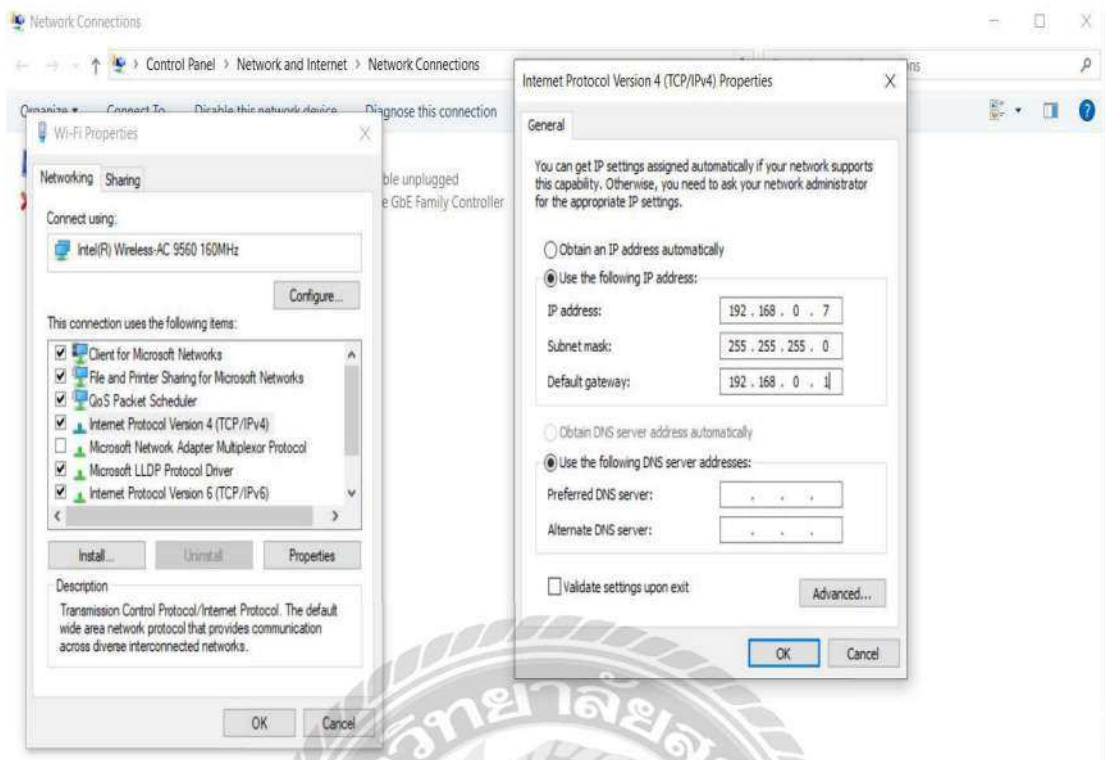 Network Connections
Control Panel > Network and Internet > Network Connections
Organize Connect To Disable this network device Diagnose this connection
ble unplugged
e GbE Family Controller
Wi-Fi Properties
Networking Sharing
Connect using:
Intel(R) Wireless-AC 9560 160MHz
Configure...
This connection uses the following items:
Client for Microsoft Networks
File and Printer Sharing for Microsoft Networks
QoS Packet Scheduler
Internet Protocol Version 4 (TCP/IPv4)
Microsoft Network Adapter Multiplexor Protocol
Microsoft LLDP Protocol Driver
Internet Protocol Version 6 (TCP/IPv6)
Install... Uninstall Properties
Description
Transmission Control Protocol/Internet Protocol. The default
wide area network protocol that provides communication
across diverse interconnected networks.
OK Cancel
Internet Protocol Version 4 (TCP/IPv4) Properties
General
You can get IP settings assigned automatically if your network supports
this capability. Otherwise, you need to ask your network administrator
for the appropriate IP settings.
Obtain an IP address automatically
Use the following IP address:
IP address: 192 . 168 . 0 . 7
Subnet mask: 255 . 255 . 255 . 0
Default gateway: 192 . 168 . 0 . 1
Obtain DNS server address automatically
Use the following DNS server addresses:
Preferred DNS server: . . .
Alternate DNS server: . . .
Validate settings upon exit
Advanced...
OK Cancel